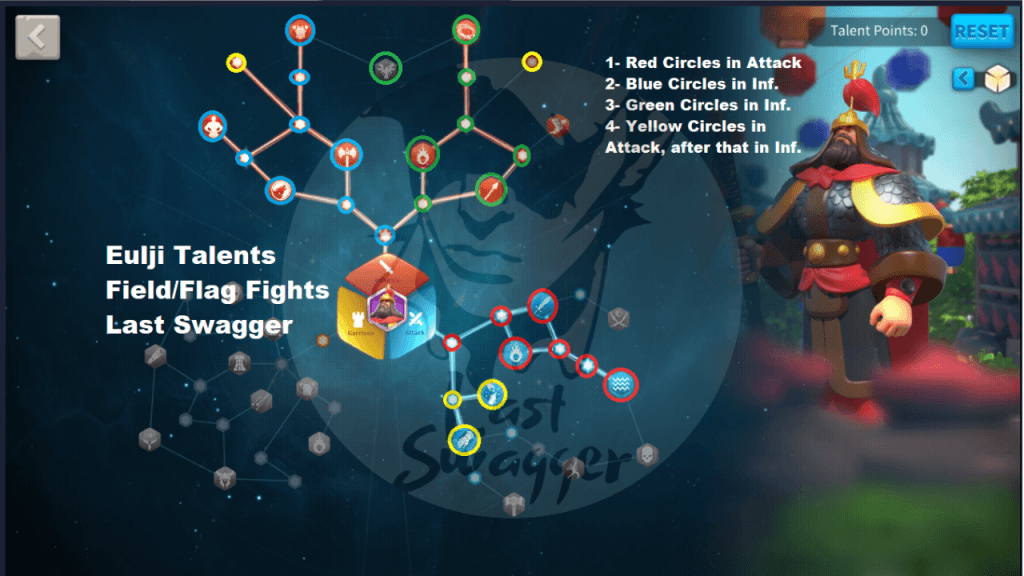 Talent Points: 0
RESET
1- Red Circles in Attack
2- Blue Circles in Inf.
3- Green Circles in Inf.
4- Yellow Circles in
Attack, after that in Inf.
Eulji Talents
Field/Flag Fights
Last Swagger
Garrison
Attack
Last
Swagger